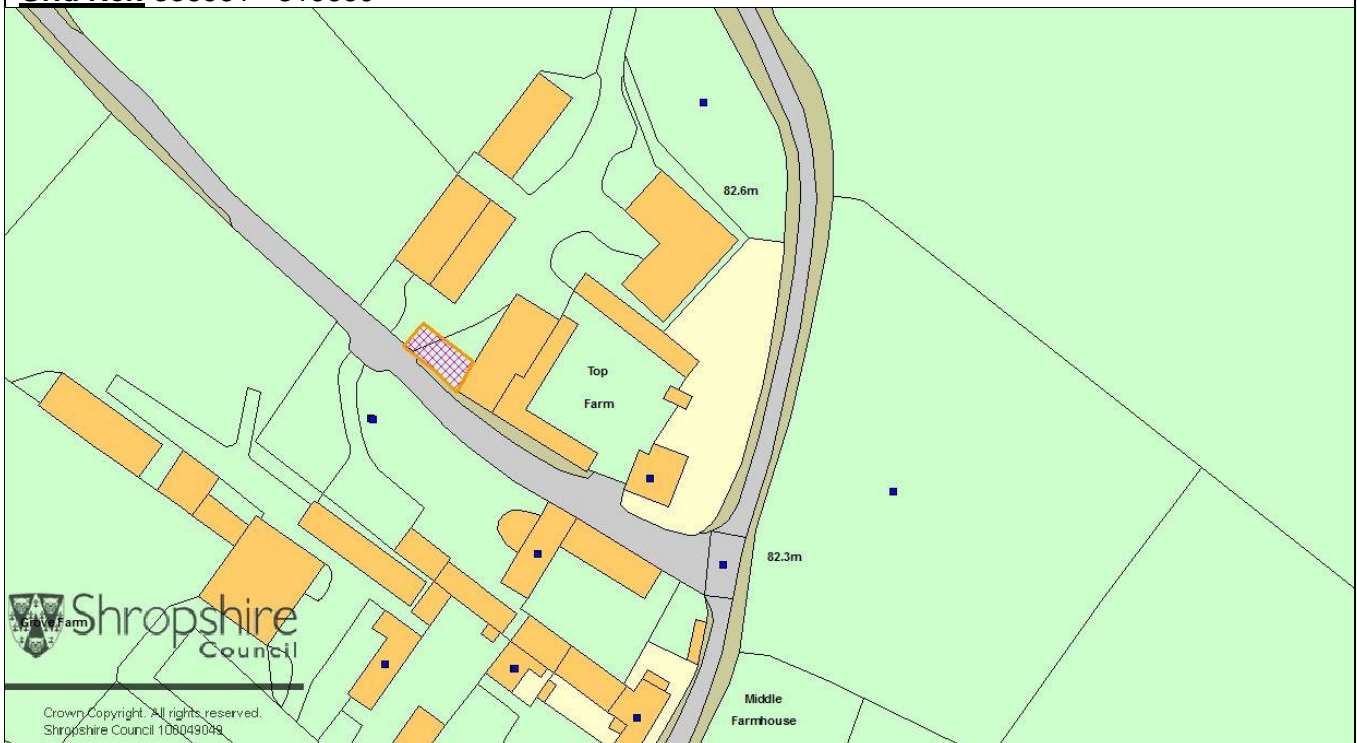 82.6m
Top
Farm
82.3m
Grove Farm
Shropshire
Council
Middle
Farmhouse
Crown Copyright. All rights reserved.
Shropshire Council 100049049